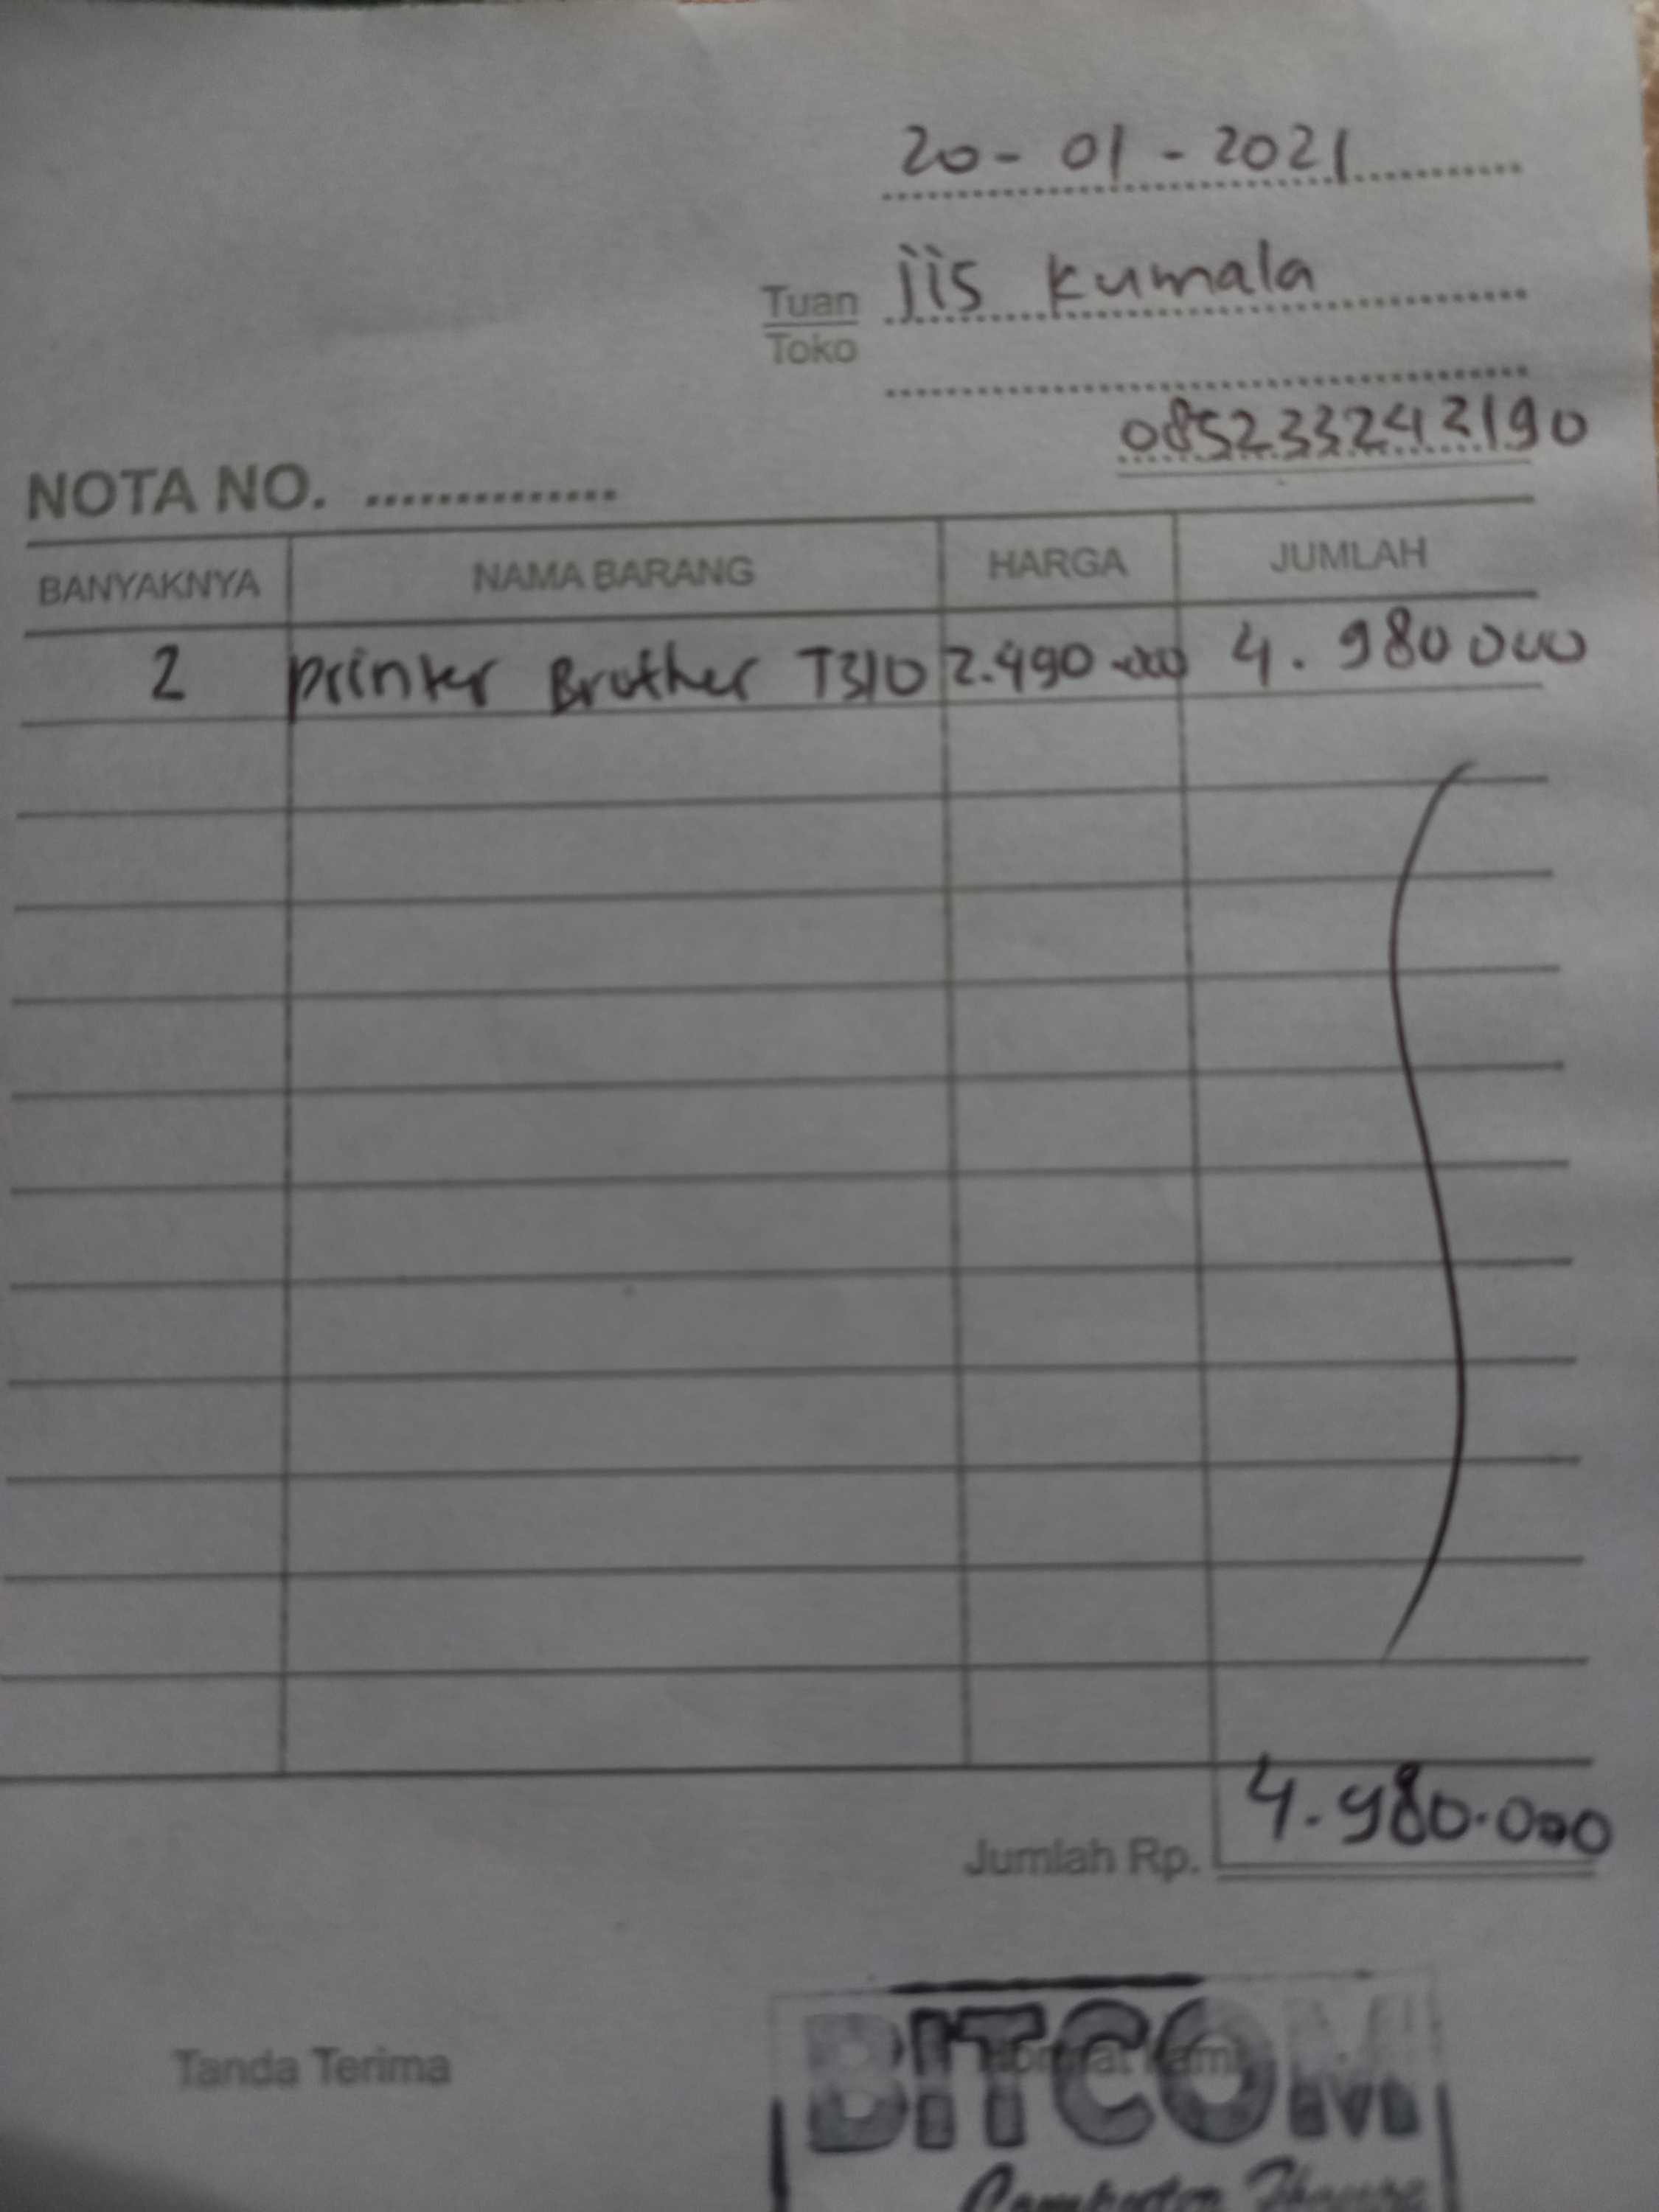 20-01-2021
Tuan jis kumala
Toko
085233242190
NOTA NO. ..............
BANYAKNYA NAMA BARANG HARGA JUMLAH
2 printer Brother T310 2.490.000 4.980000
4.980.000
Jumlah Rp.
Tanda Terima
BITCOM